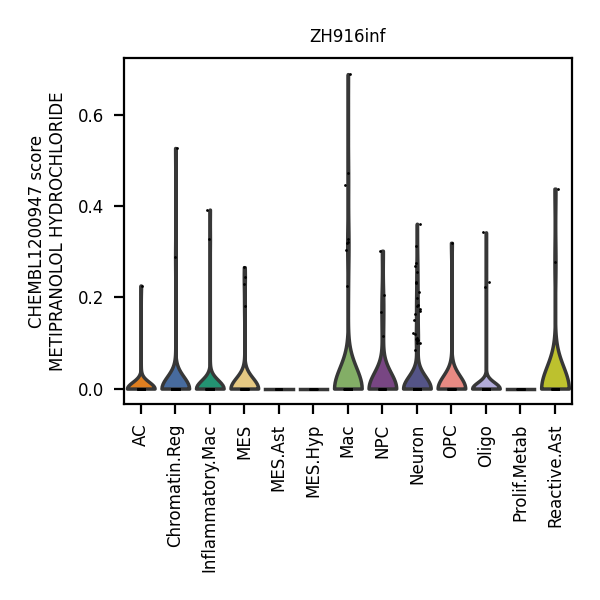 ZH916inf
CHEMBL1200947 score
METIPRANOLOL HYDROCHLORIDE
0.6
0.4
0.2
0.0
AC
Chromatin.Reg
Inflammatory.Mac
MES
MES.Ast
MES.Hyp
Mac
NPC
Neuron
OPC
Oligo
Prolif.Metab
Reactive.Ast